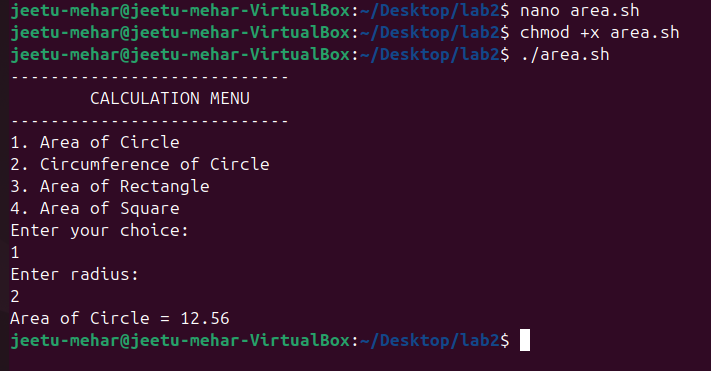 jeetu-mehar@jeetu-mehar-VirtualBox:~/Desktop/lab2$ nano area.sh
jeetu-mehar@jeetu-mehar-VirtualBox:~/Desktop/lab2$ chmod +x area.sh
jeetu-mehar@jeetu-mehar-VirtualBox:~/Desktop/lab2$ ./area.sh
----------------------------
        CALCULATION MENU
----------------------------
1. Area of Circle
2. Circumference of Circle
3. Area of Rectangle
4. Area of Square
Enter your choice:
1
Enter radius:
2
Area of Circle = 12.56
jeetu-mehar@jeetu-mehar-VirtualBox:~/Desktop/lab2$